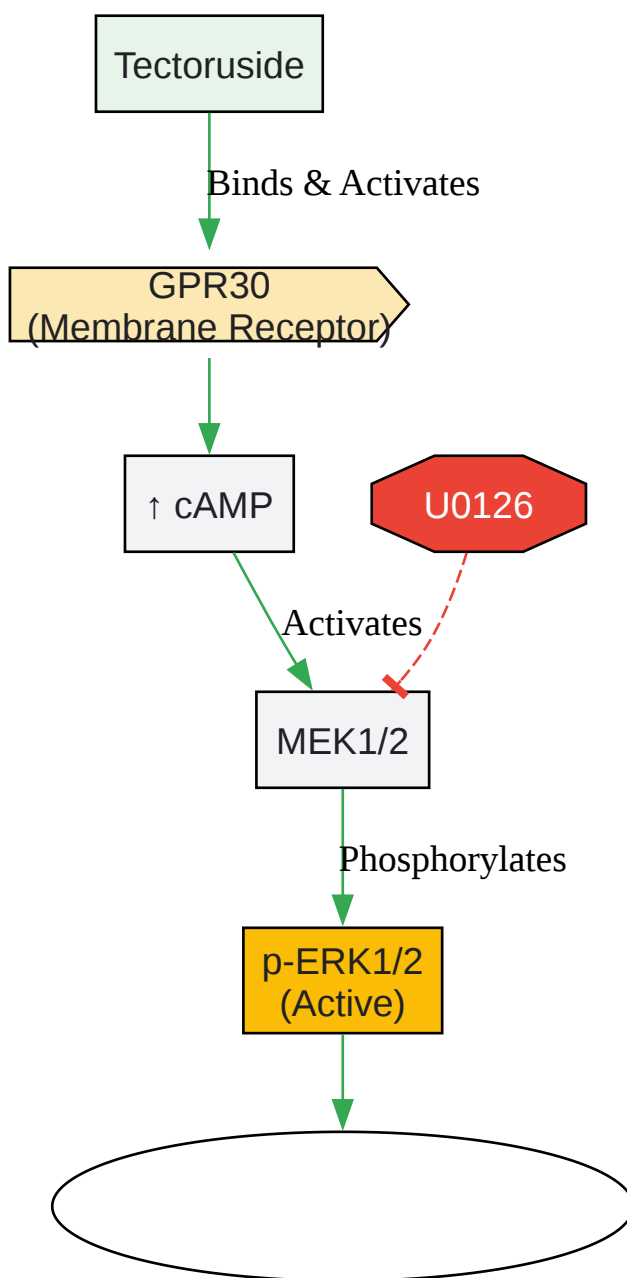 Tectoruside
Binds & Activates
GPR30
(Membrane Receptor)
↑ cAMP
U0126
Activates
MEK1/2
Phosphorylates
p-ERK1/2
(Active)